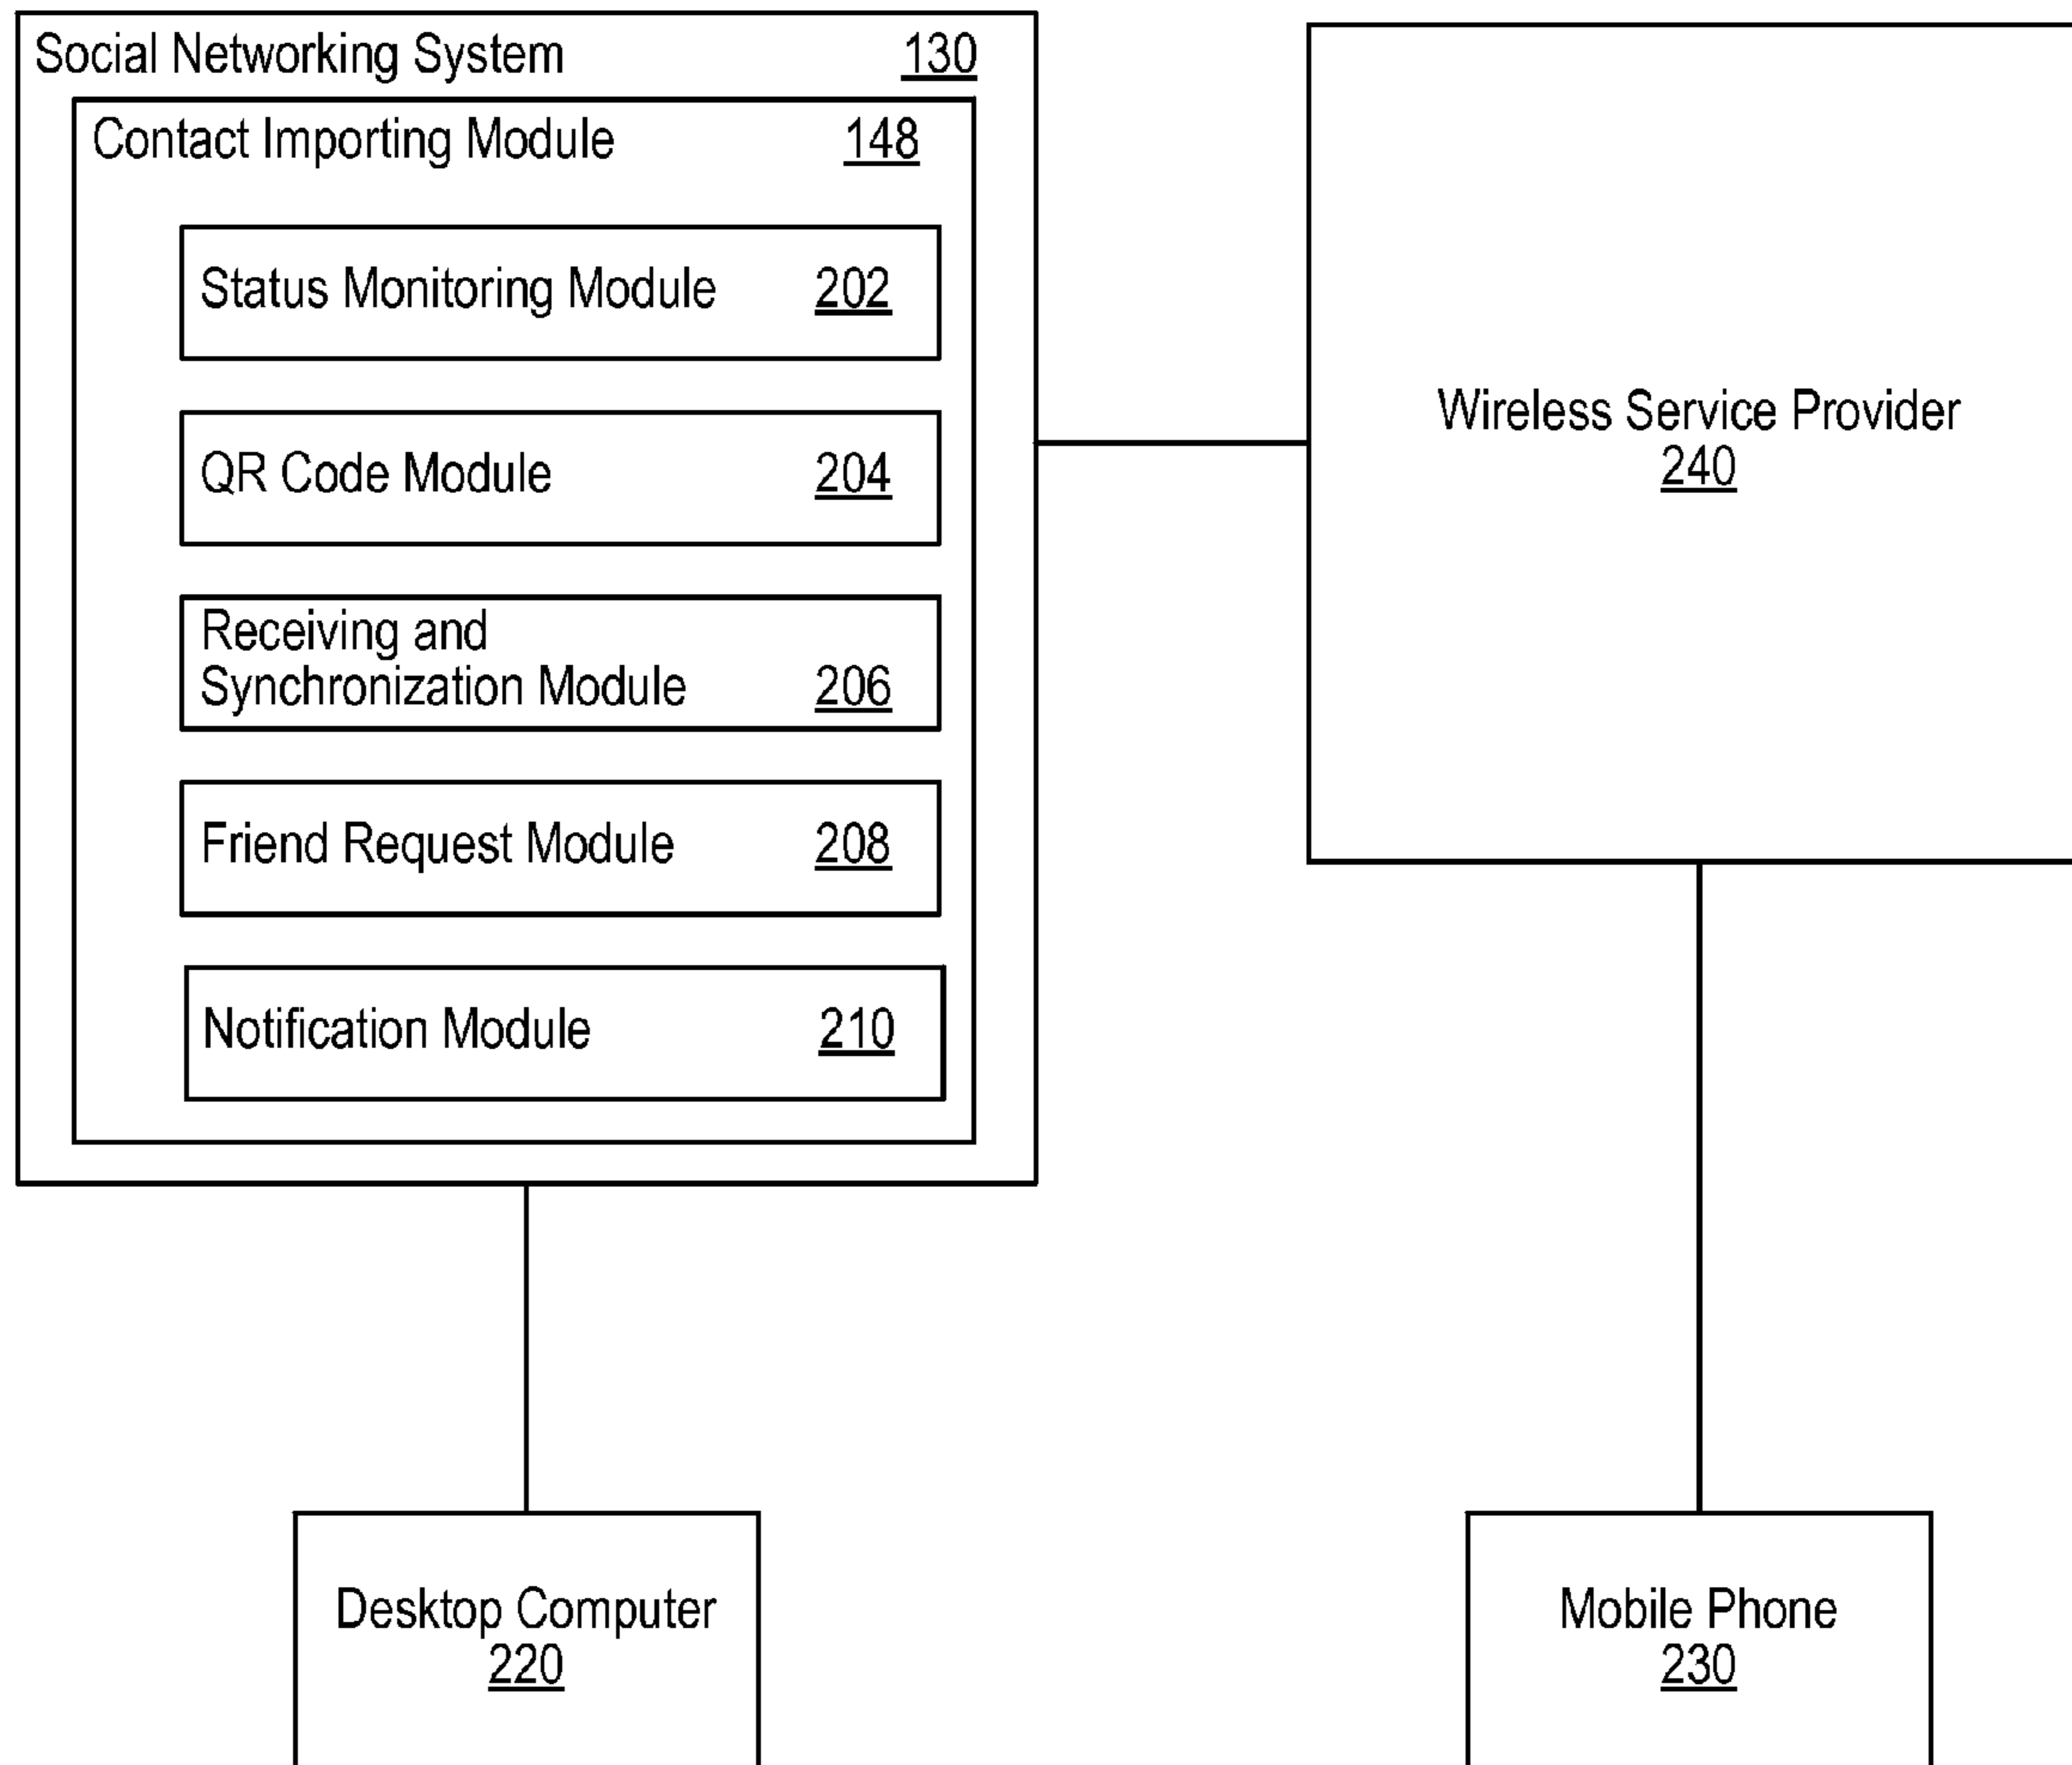 Social Networking System 130
Contact Importing Module 148
Status Monitoring Module 202
QR Code Module 204
Receiving and
Synchronization Module 206
Friend Request Module 208
Notification Module 210
Wireless Service Provider
240
Desktop Computer
220
Mobile Phone
230